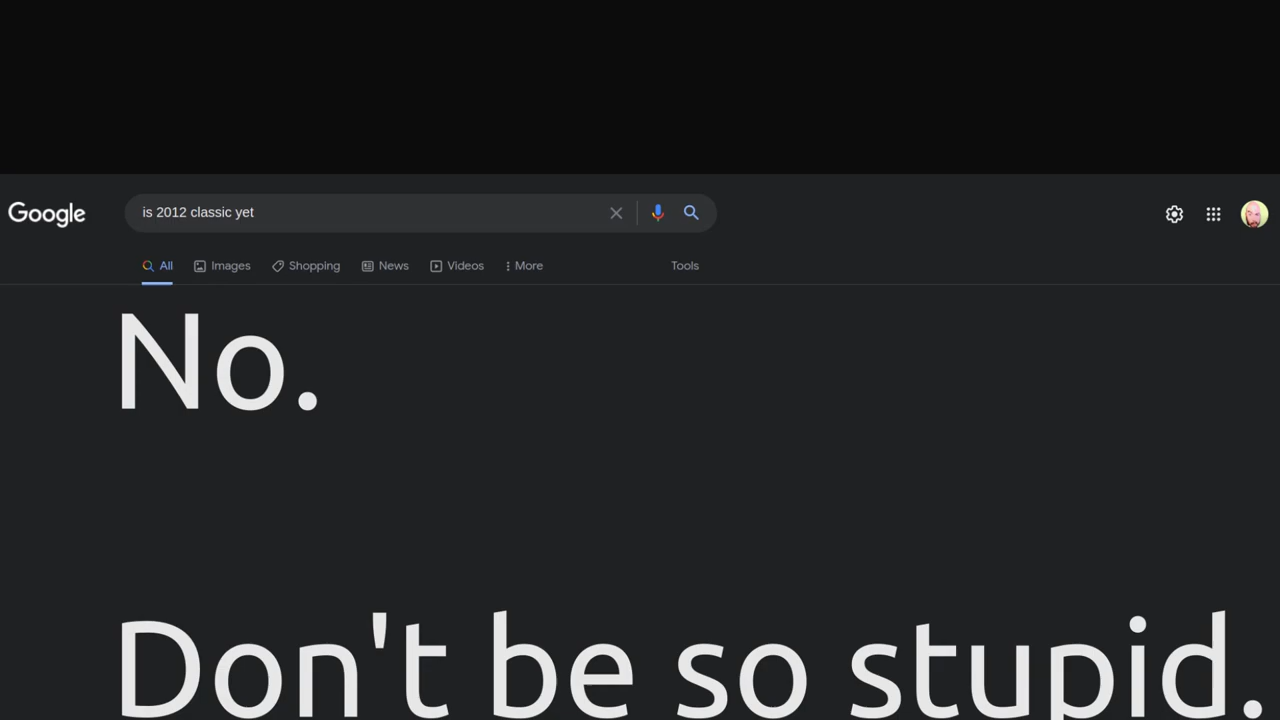 Google is 2012 classic yet
All Images Shopping News Videos More Tools
No.
Don't be so stupid.